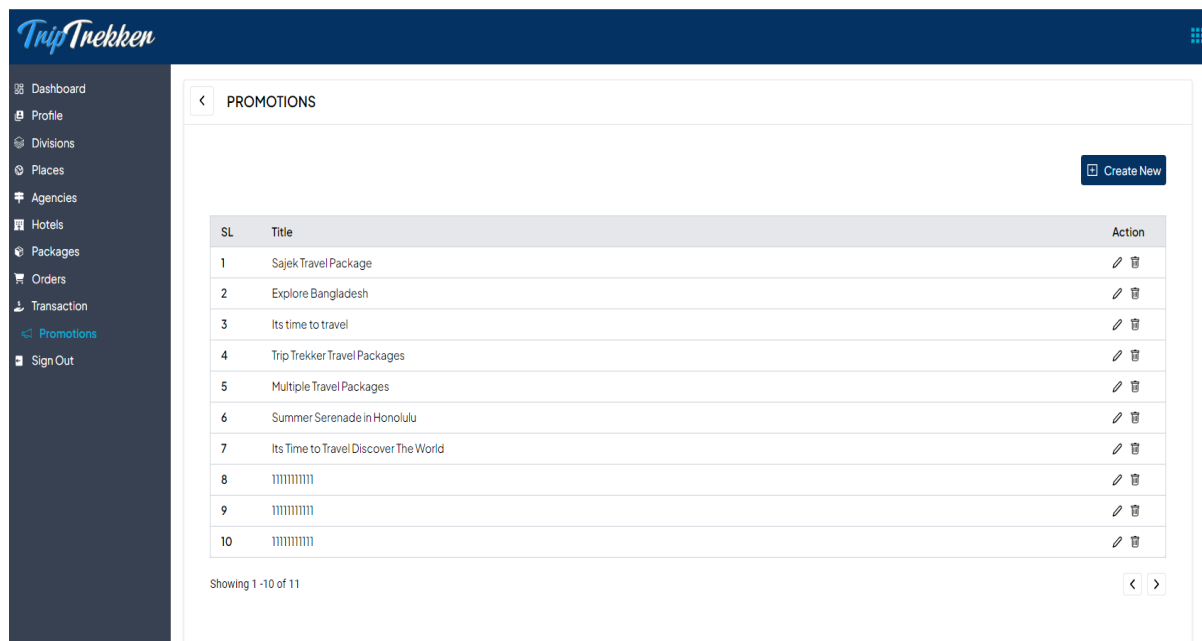 TripTrekker
Dashboard
Profile
Divisions
Places
Agencies
Hotels
Packages
Orders
Transaction
Promotions
Sign Out
PROMOTIONS
Create New
SL Title Action
1 Sajek Travel Package
2 Explore Bangladesh
3 Its time to travel
4 Trip Trekker Travel Packages
5 Multiple Travel Packages
6 Summer Serenade in Honolulu
7 Its Time to Travel Discover The World
8 11111111111
9 11111111111
10 11111111111
Showing 1 -10 of 11